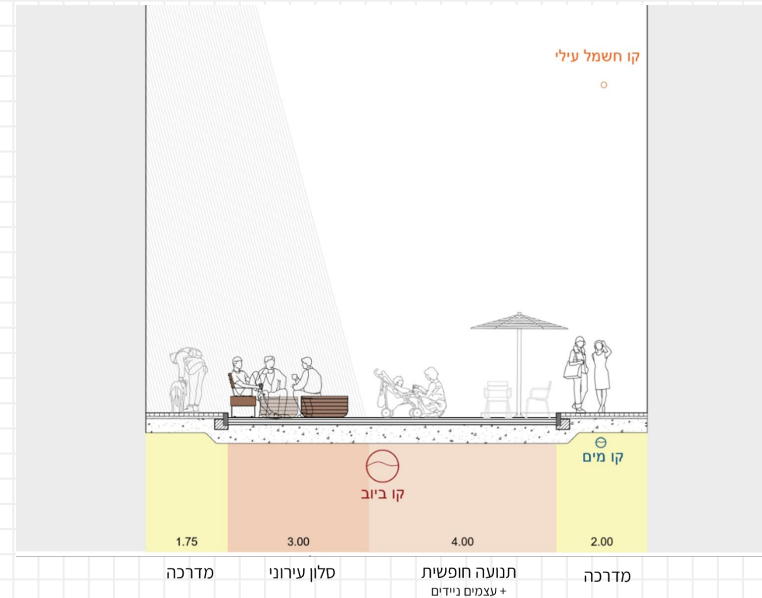 קו חשמל עילי
קו מים
קו ביוב
2.00
4.00
3.00
1.75
מדרכה
תנועה חופשית
+ עצמים ניידים
סלון עירוני
מדרכה